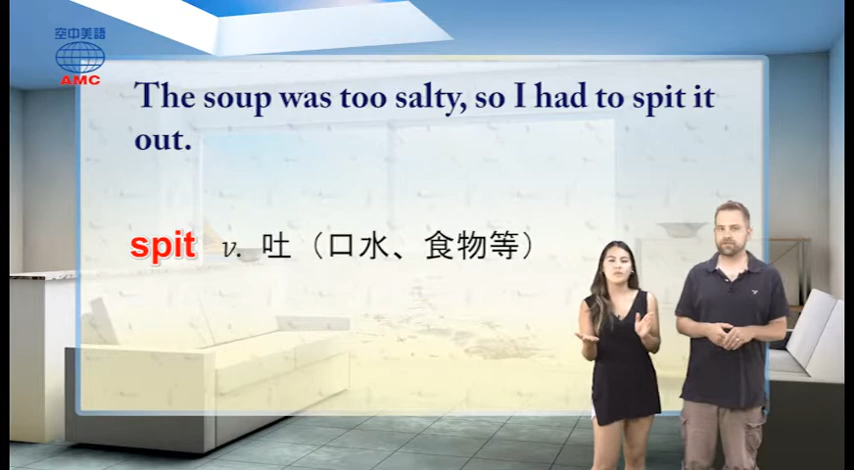 空中美語
AMC
The soup was too salty, so I had to spit it
out.
spit v. 吐（口水、食物等）